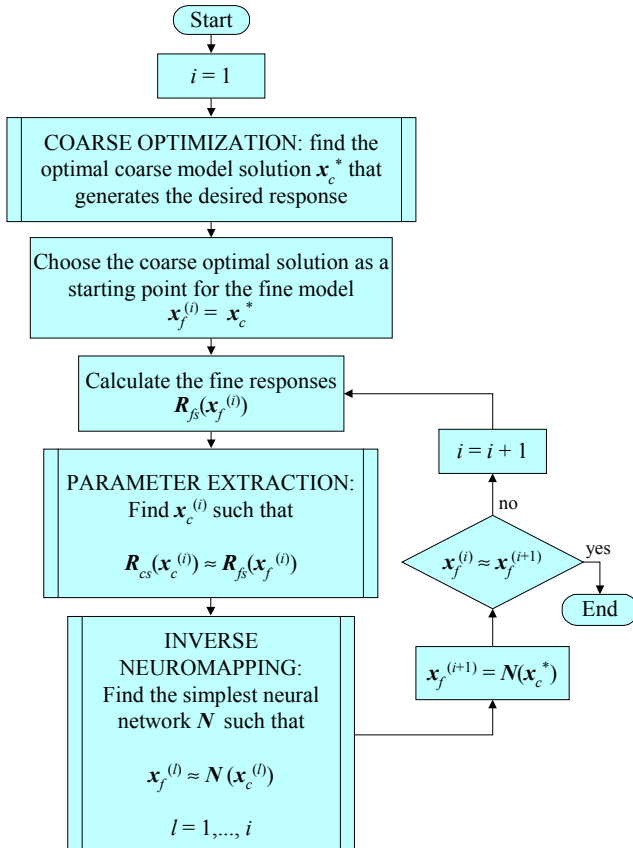 Start
i = 1
COARSE OPTIMIZATION: find the
optimal coarse model solution x_c^* that
generates the desired response
Choose the coarse optimal solution as a
starting point for the fine model
x_f^(i) = x_c^*
Calculate the fine responses
R_fs(x_f^(i))
PARAMETER EXTRACTION:
Find x_c^(i) such that
R_cs(x_c^(i)) ≈ R_fs(x_f^(i))
INVERSE
NEUROMAPPING:
Find the simplest neural
network N such that
x_f^(l) ≈ N(x_c^(l))
l = 1,..., i
x_f^(i+1) = N(x_c^*)
x_f^(i) ≈ x_f^(i+1)
no
yes
i = i + 1
End